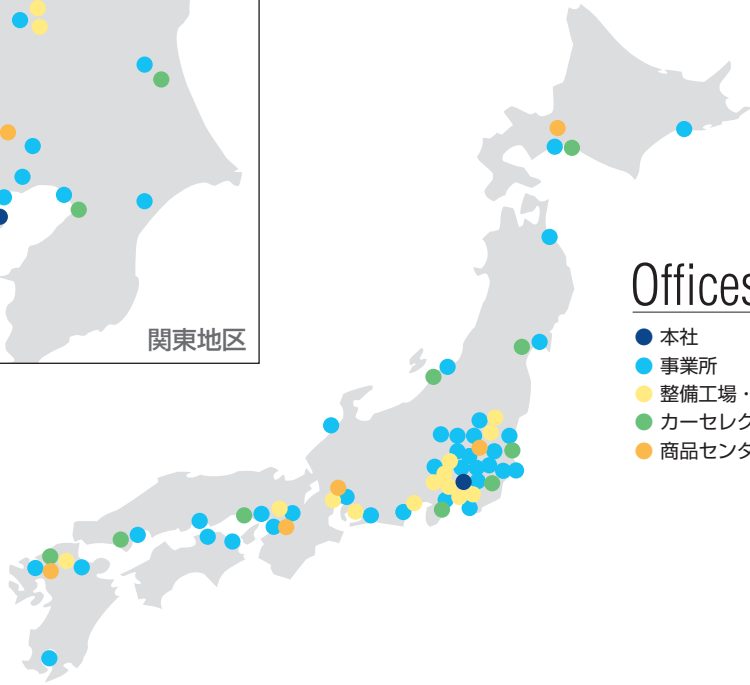 関東地区
Offices
本社
事業所
整備工場・
カーセレク
商品センタ